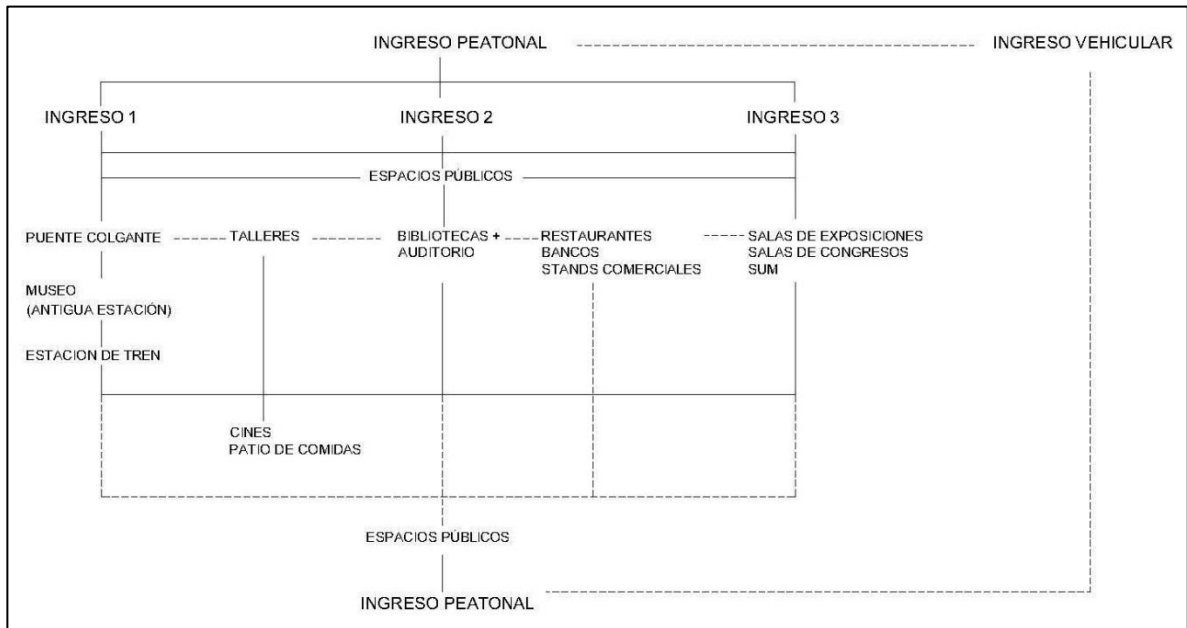 INGRESO PEATONAL
INGRESO VEHICULAR
INGRESO 1
INGRESO 2
INGRESO 3
ESPACIOS PÚBLICOS
PUENTE COLGANTE
TALLERES
BIBLIOTECAS +
AUDITORIO
RESTAURANTES
BANCOS
STANDS COMERCIALES
SALAS DE EXPOSICIONES
SALAS DE CONGRESOS
SUM
MUSEO
(ANTIGUA ESTACIÓN)
ESTACION DE TREN
CINES
PATIO DE COMIDAS
ESPACIOS PÚBLICOS
INGRESO PEATONAL